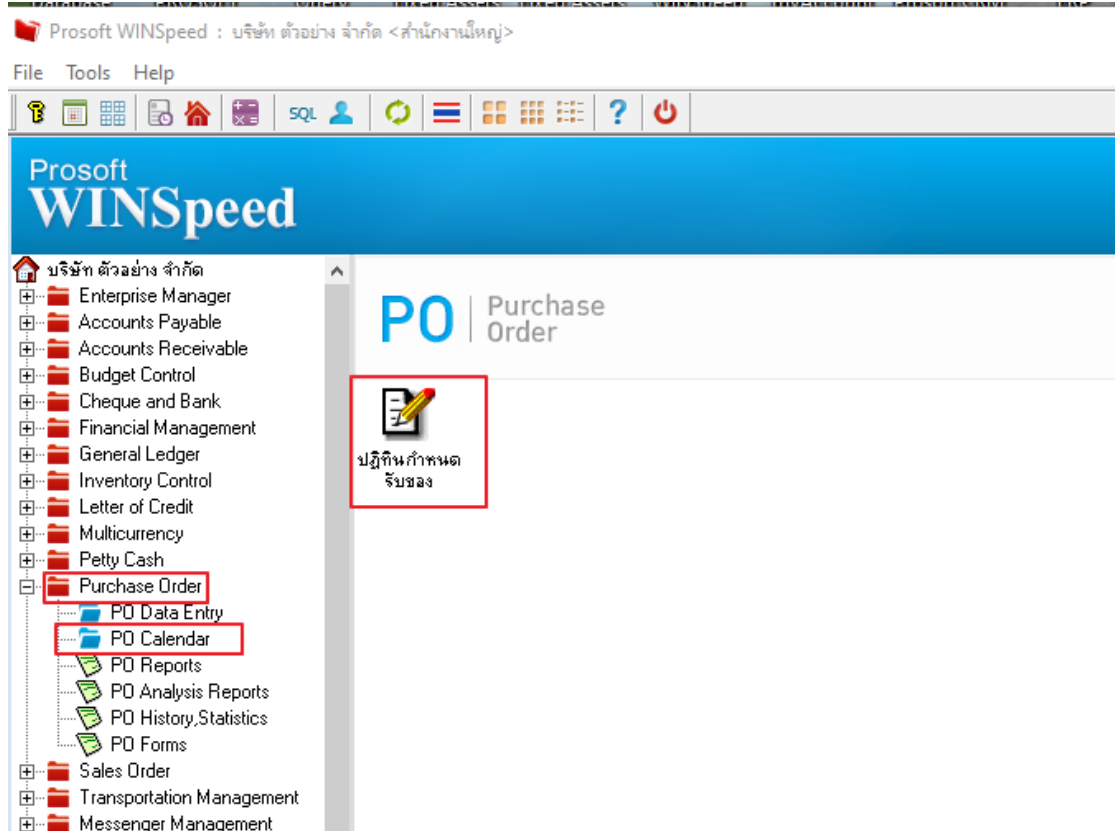 Prosoft WINSpeed : บริษัท ตัวอย่าง จำกัด <สำนักงานใหญ่>
File Tools Help
SQL
Prosoft
WINSpeed
บริษัท ตัวอย่าง จำกัด
Enterprise Manager
Accounts Payable
Accounts Receivable
Budget Control
Cheque and Bank
Financial Management
General Ledger
Inventory Control
Letter of Credit
Multicurrency
Petty Cash
Purchase Order
PO Data Entry
PO Calendar
PO Reports
PO Analysis Reports
PO History,Statistics
PO Forms
Sales Order
Transportation Management
Messenger Management
PO
Purchase
Order
ปฏิทินกำหนด
รับของ